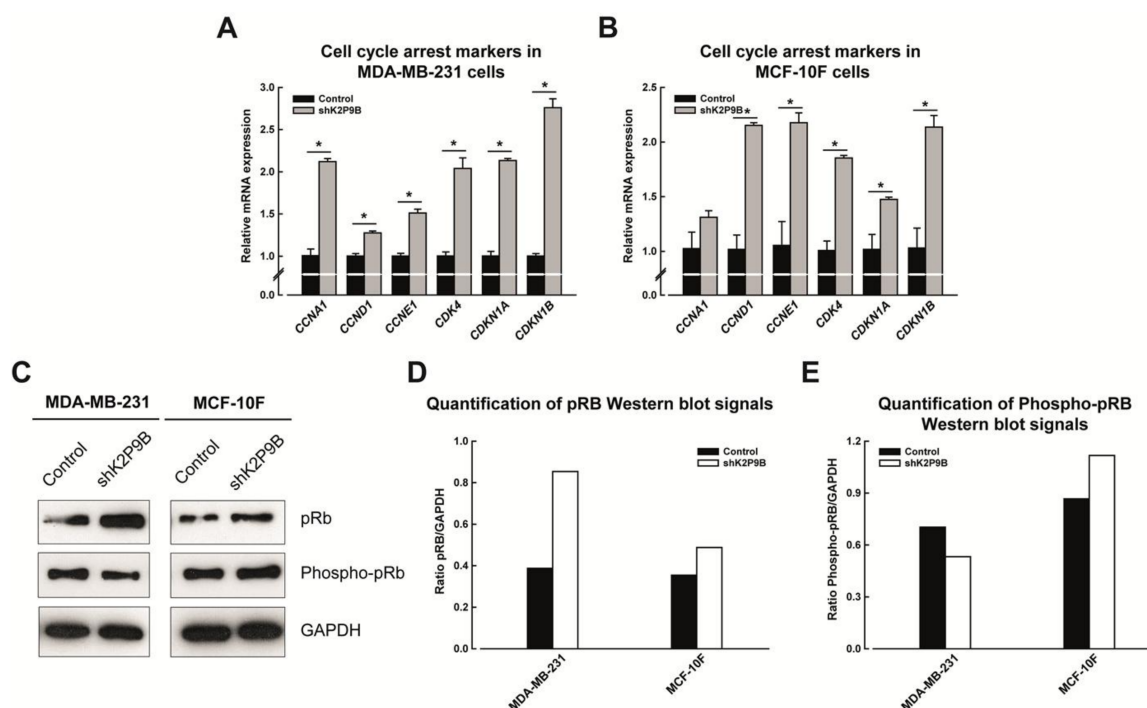 A
Cell cycle arrest markers in
MDA-MB-231 cells
Control
shK2P9B
Relative mRNA expression
3.0
2.5
2.0
1.5
1.0
0.0
*
*
*
*
*
*
CCNA1
CCND1
CCNE1
CDK4
CDKN1A
CDKN1B
B
Cell cycle arrest markers in
MCF-10F cells
Control
shK2P9B
Relative mRNA expression
3.0
2.5
2.0
1.5
1.0
0.0
*
*
*
*
*
CCNA1
CCND1
CCNE1
CDK4
CDKN1A
CDKN1B
C
MDA-MB-231
MCF-10F
Control
shK2P9B
Control
shK2P9B
pRb
Phospho-pRb
GAPDH
D
Quantification of pRB Western blot signals
Control
shK2P9B
Ratio pRB/GAPDH
1.0
0.8
0.6
0.4
0.2
0.0
MDA-MB-231
MCF-10F
E
Quantification of Phospho-pRB
Western blot signals
Control
shK2P9B
Ratio Phospho-pRB/GAPDH
1.2
0.9
0.6
0.3
0.0
MDA-MB-231
MCF-10F